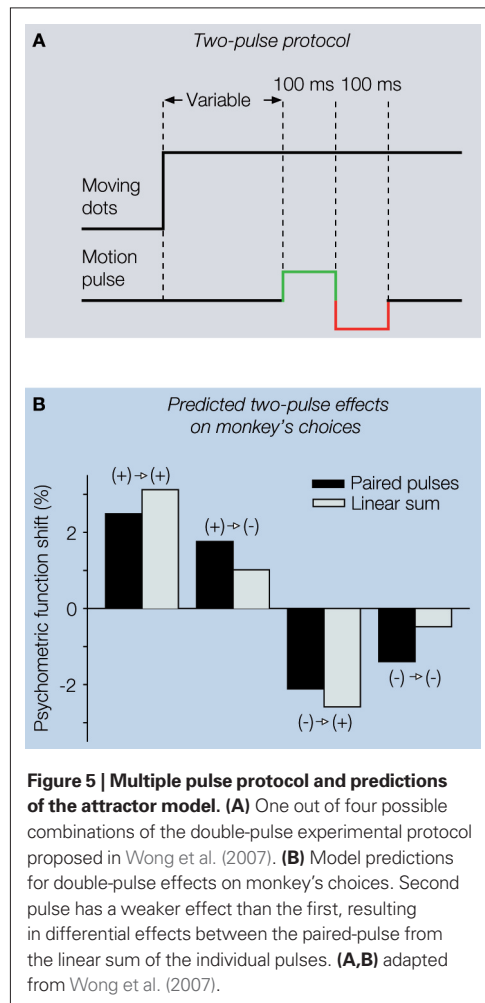 A
Two-pulse protocol
100 ms 100 ms
Variable
Moving
dots
Motion
pulse
B
Predicted two-pulse effects
on monkey's choices
Psychometric function shift (%)
2
0
-2
(+)→(+)
(+)→(-)
(-)→(+)
(-)→(-)
Paired pulses
Linear sum
Figure 5 | Multiple pulse protocol and predictions
of the attractor model. (A) One out of four possible
combinations of the double-pulse experimental protocol
proposed in Wong et al. (2007). (B) Model predictions
for double-pulse effects on monkey's choices. Second
pulse has a weaker effect than the first, resulting
in differential effects between the paired-pulse from
the linear sum of the individual pulses. (A,B) adapted
from Wong et al. (2007).